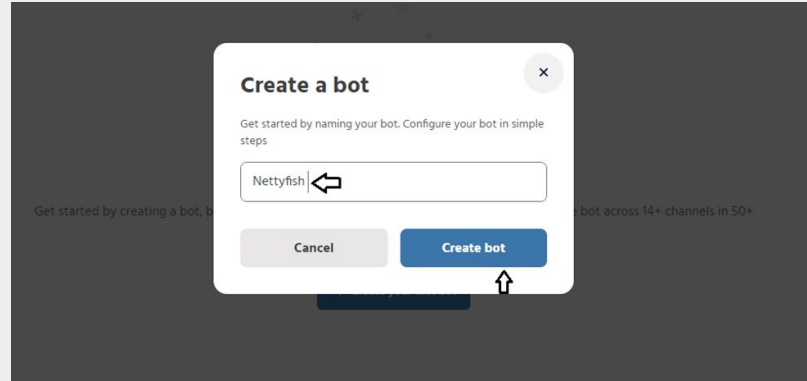 Create a bot
×
Get started by naming your bot. Configure your bot in simple
steps
Nettyfish
Get started by creating a bot, b
e bot across 14+ channels in 50+
Cancel
Create bot